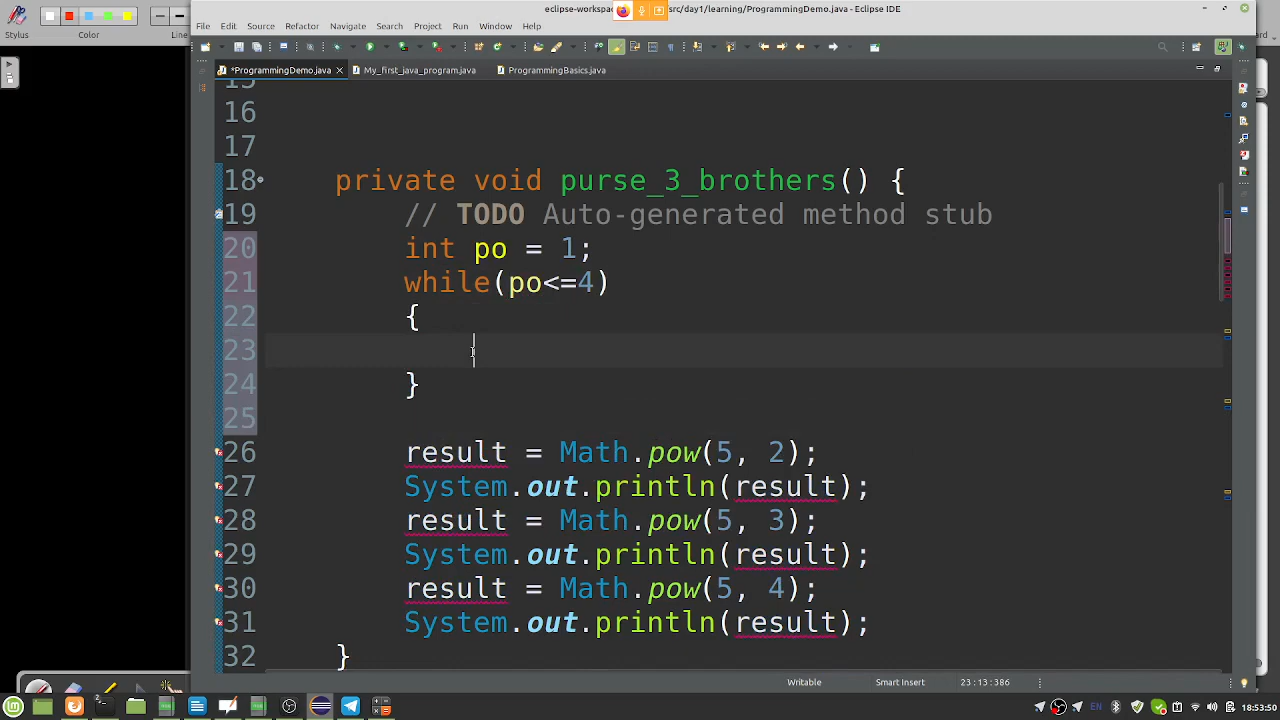 eclipse-workspac
src/day1/learning/ProgrammingDemo.java - Eclipse IDE
File Edit Source Refactor Navigate Search Project Run Window Help
*ProgrammingDemo.java
My_first_java_program.java
ProgrammingBasics.java
Stylus
Color
Line
15
16
17
18 private void purse_3_brothers() {
19 // TODO Auto-generated method stub
20 int po = 1;
21 while(po<=4)
22 {
23
24 }
25
26 result = Math.pow(5, 2);
27 System.out.println(result);
28 result = Math.pow(5, 3);
29 System.out.println(result);
30 result = Math.pow(5, 4);
31 System.out.println(result);
32 }
Writable
Smart Insert
23:13:386
EN
18:53:50